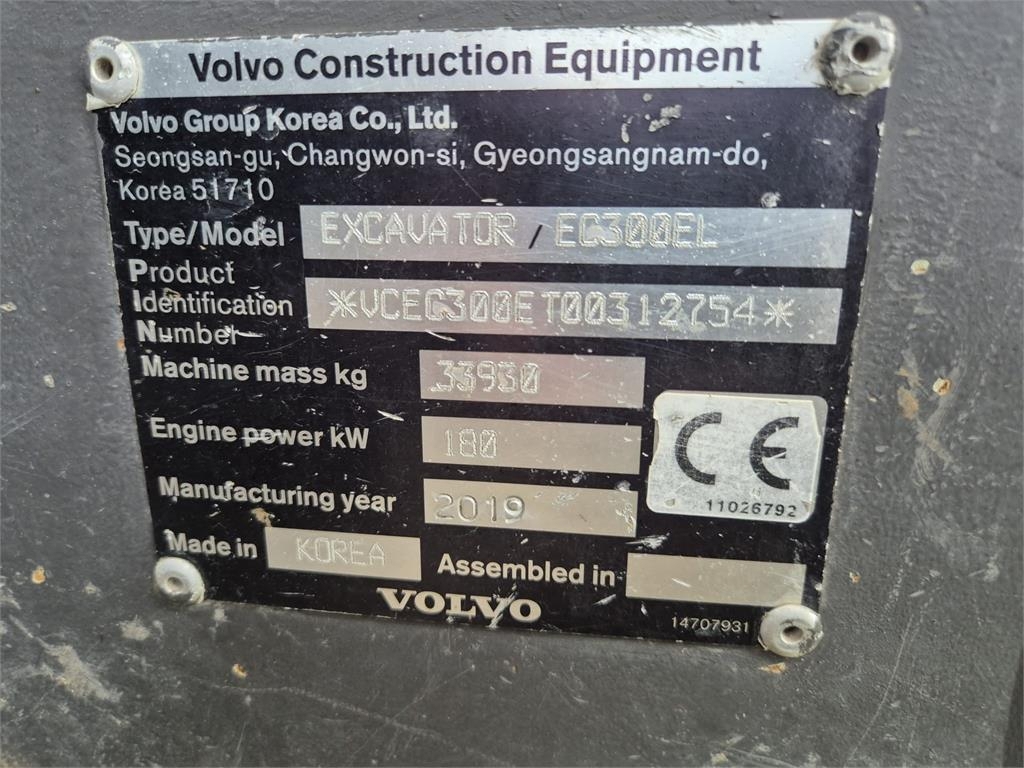 Volvo Construction Equipment
Volvo Group Korea Co., Ltd.
Seongsan-gu, Changwon-si, Gyeongsangnam-do,
Korea 51710
Type/Model EXCAVATOR / EC300EL
Product
Identification *VCEC300ET00312754*
Number
Machine mass kg 33930
Engine power kW 180
CE
Manufacturing year 2019
11026792
Made in KOREA Assembled in
VOLVO
14707931